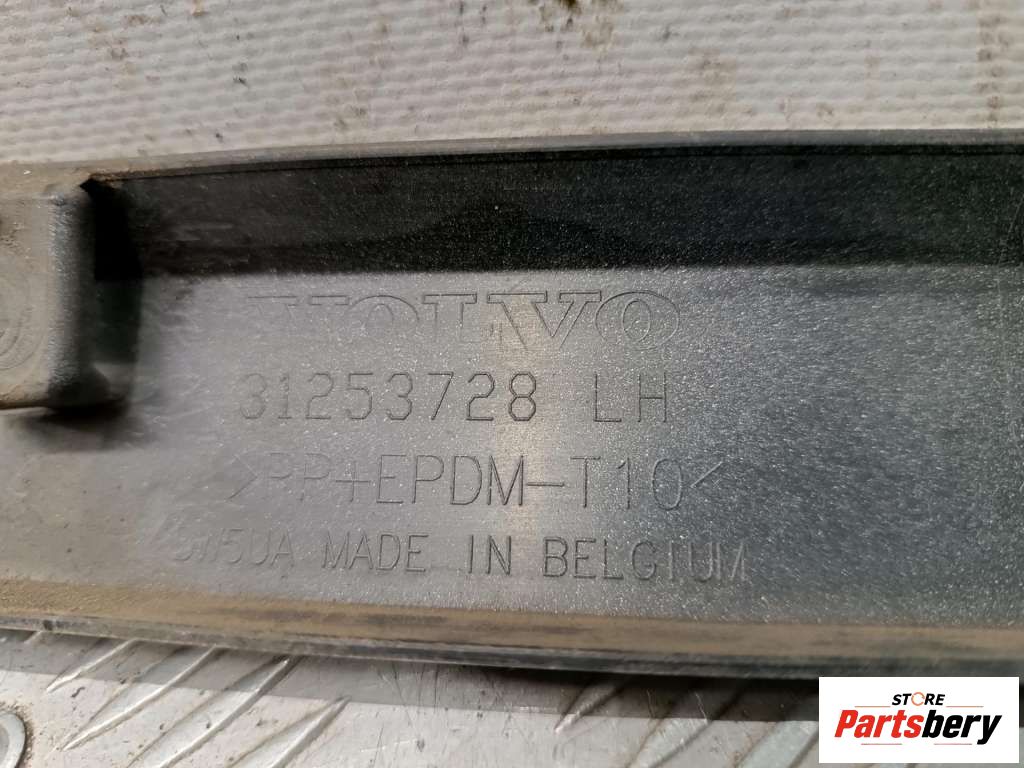 VOLVO
31253728 LH
>PP+EPDM-T10<
MADE IN BELGIUM
STORE
Partsbery